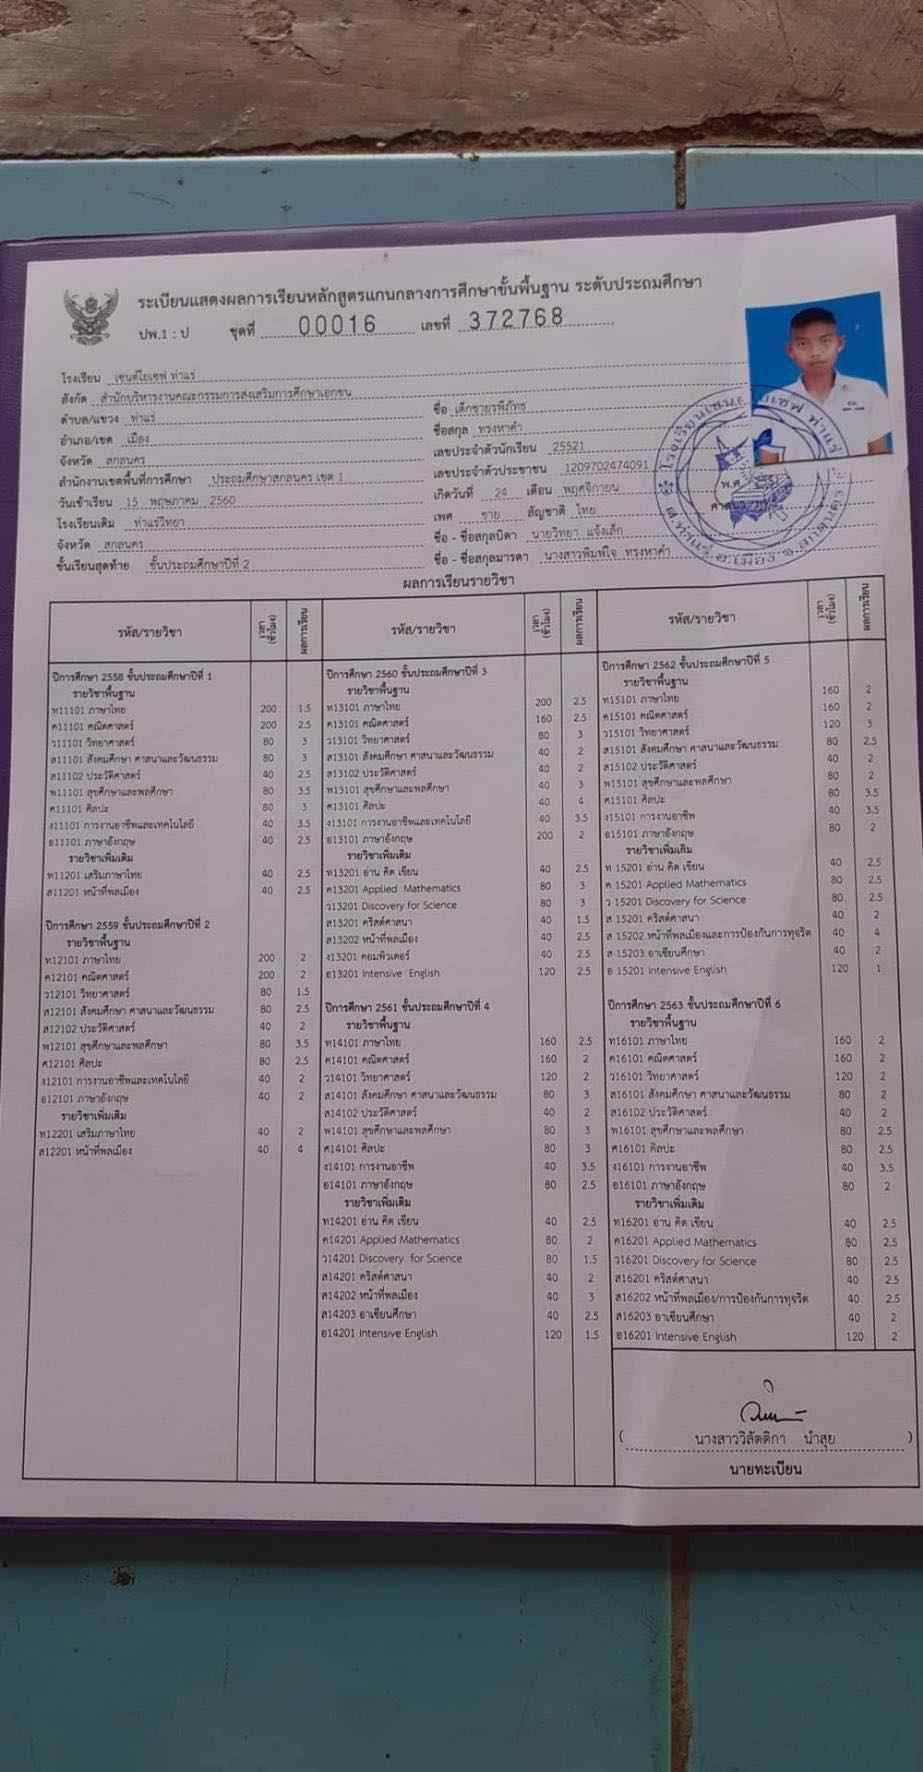 ระเบียนแสดงผลการเรียนหลักสูตรแกนกลางการศึกษาขั้นพื้นฐาน ระดับประถมศึกษา
ปพ.1 : ป ชุดที่ 00016 เลขที่ 372768
โรงเรียน เซนต์โยเซฟ ท่าแร่
สังกัด สำนักบริหารงานคณะกรรมการส่งเสริมการศึกษาเอกชน
ตำบล/แขวง ท่าแร่
อำเภอ/เขต เมือง
จังหวัด สกลนคร
สำนักงานเขตพื้นที่การศึกษา ประถมศึกษาสกลนคร เขต 1
วันเข้าเรียน 15 พฤษภาคม 2560
โรงเรียนเดิม ท่าแร่วิทยา
จังหวัด สกลนคร
ชั้นเรียนสุดท้าย ชั้นประถมศึกษาปีที่ 2
ชื่อ เด็กชายรพีภัทร
ชื่อสกุล ทรงหาคำ
เลขประจำตัวนักเรียน 25521
เลขประจำตัวประชาชน 1209702474091
เกิดวันที่ 24 เดือน พฤศจิกายน พ.ศ.
เพศ ชาย สัญชาติ ไทย ศาสนา
ชื่อ - ชื่อสกุลบิดา นายวิทยา แจ้งเล็ก
ชื่อ - ชื่อสกุลมารดา นางสาวพิมพ์ใจ ทรงหาคำ
ผลการเรียนรายวิชา
รหัส/รายวิชา เวลา (ชั่วโมง) ผลการเรียน
ปีการศึกษา 2558 ชั้นประถมศึกษาปีที่ 1
รายวิชาพื้นฐาน
ท11101 ภาษาไทย 200 1.5
ค11101 คณิตศาสตร์ 200 2.5
ว11101 วิทยาศาสตร์ 80 3
ส11101 สังคมศึกษา ศาสนาและวัฒนธรรม 80 3
ส11102 ประวัติศาสตร์ 40 2.5
พ11101 สุขศึกษาและพลศึกษา 80 3.5
ศ11101 ศิลปะ 80 3
ง11101 การงานอาชีพและเทคโนโลยี 40 3.5
อ11101 ภาษาอังกฤษ 40 2.5
รายวิชาเพิ่มเติม
ท11201 เสริมภาษาไทย 40 2.5
ส11201 หน้าที่พลเมือง 40 2.5
ปีการศึกษา 2559 ชั้นประถมศึกษาปีที่ 2
รายวิชาพื้นฐาน
ท12101 ภาษาไทย 200 2
ค12101 คณิตศาสตร์ 200 2
ว12101 วิทยาศาสตร์ 80 1.5
ส12101 สังคมศึกษา ศาสนาและวัฒนธรรม 80 2.5
ส12102 ประวัติศาสตร์ 40 2
พ12101 สุขศึกษาและพลศึกษา 80 3.5
ศ12101 ศิลปะ 80 2.5
ง12101 การงานอาชีพและเทคโนโลยี 40 2
อ12101 ภาษาอังกฤษ 40 2
รายวิชาเพิ่มเติม
ท12201 เสริมภาษาไทย 40 2
ส12201 หน้าที่พลเมือง 40 4
รหัส/รายวิชา เวลา (ชั่วโมง) ผลการเรียน
ปีการศึกษา 2560 ชั้นประถมศึกษาปีที่ 3
รายวิชาพื้นฐาน
ท13101 ภาษาไทย 200 2.5
ค13101 คณิตศาสตร์ 160 2.5
ว13101 วิทยาศาสตร์ 80 3
ส13101 สังคมศึกษา ศาสนาและวัฒนธรรม 40 2
ส13102 ประวัติศาสตร์ 40 2
พ13101 สุขศึกษาและพลศึกษา 40 3
ศ13101 ศิลปะ 40 4
ง13101 การงานอาชีพและเทคโนโลยี 40 3.5
อ13101 ภาษาอังกฤษ 200 2
รายวิชาเพิ่มเติม
ท13201 อ่าน คิด เขียน 40 2.5
ค13201 Applied Mathematics 80 3
ว13201 Discovery for Science 80 3
ส13201 คริสต์ศาสนา 40 1.5
ส13202 หน้าที่พลเมือง 40 2.5
ง13201 คอมพิวเตอร์ 40 2.5
อ13201 Intensive English 120 2.5
ปีการศึกษา 2561 ชั้นประถมศึกษาปีที่ 4
รายวิชาพื้นฐาน
ท14101 ภาษาไทย 160 2.5
ค14101 คณิตศาสตร์ 160 2
ว14101 วิทยาศาสตร์ 120 2
ส14101 สังคมศึกษา ศาสนาและวัฒนธรรม 80 3
ส14102 ประวัติศาสตร์ 40 2
พ14101 สุขศึกษาและพลศึกษา 80 3
ศ14101 ศิลปะ 80 3
ง14101 การงานอาชีพ 40 3.5
อ14101 ภาษาอังกฤษ 80 2.5
รายวิชาเพิ่มเติม
ท14201 อ่าน คิด เขียน 40 2.5
ค14201 Applied Mathematics 80 2
ว14201 Discovery for Science 80 1.5
ส14201 คริสต์ศาสนา 40 2
ส14202 หน้าที่พลเมือง 40 3
ส14203 อาเซียนศึกษา 40 2.5
อ14201 Intensive English 120 1.5
รหัส/รายวิชา เวลา (ชั่วโมง) ผลการเรียน
ปีการศึกษา 2562 ชั้นประถมศึกษาปีที่ 5
รายวิชาพื้นฐาน
ท15101 ภาษาไทย 160 2
ค15101 คณิตศาสตร์ 160 2
ว15101 วิทยาศาสตร์ 120 3
ส15101 สังคมศึกษา ศาสนาและวัฒนธรรม 80 2.5
ส15102 ประวัติศาสตร์ 40 2
พ15101 สุขศึกษาและพลศึกษา 80 2
ศ15101 ศิลปะ 80 3.5
ง15101 การงานอาชีพ 40 3.5
อ15101 ภาษาอังกฤษ 80 2
รายวิชาเพิ่มเติม
ท 15201 อ่าน คิด เขียน 40 2.5
ค 15201 Applied Mathematics 80 2.5
ว 15201 Discovery for Science 80 2.5
ส 15201 คริสต์ศาสนา 40 2
ส 15202 หน้าที่พลเมืองและการป้องกันการทุจริต 40 4
ส 15203 อาเซียนศึกษา 40 2
อ 15201 Intensive English 120 1
ปีการศึกษา 2563 ชั้นประถมศึกษาปีที่ 6
รายวิชาพื้นฐาน
ท16101 ภาษาไทย 160 2
ค16101 คณิตศาสตร์ 160 2
ว16101 วิทยาศาสตร์ 120 2
ส16101 สังคมศึกษา ศาสนาและวัฒนธรรม 80 2
ส16102 ประวัติศาสตร์ 40 2
พ16101 สุขศึกษาและพลศึกษา 80 2.5
ศ16101 ศิลปะ 80 2.5
ง16101 การงานอาชีพ 40 3.5
อ16101 ภาษาอังกฤษ 80 2
รายวิชาเพิ่มเติม
ท16201 อ่าน คิด เขียน 40 2.5
ค16201 Applied Mathematics 80 2.5
ว16201 Discovery for Science 80 2.5
ส16201 คริสต์ศาสนา 40 2.5
ส16202 หน้าที่พลเมือง/การป้องกันการทุจริต 40 2.5
ส16203 อาเซียนศึกษา 40 2
อ16201 Intensive English 120 2
( นางสาววิลัตติกา นำสุย )
นายทะเบียน